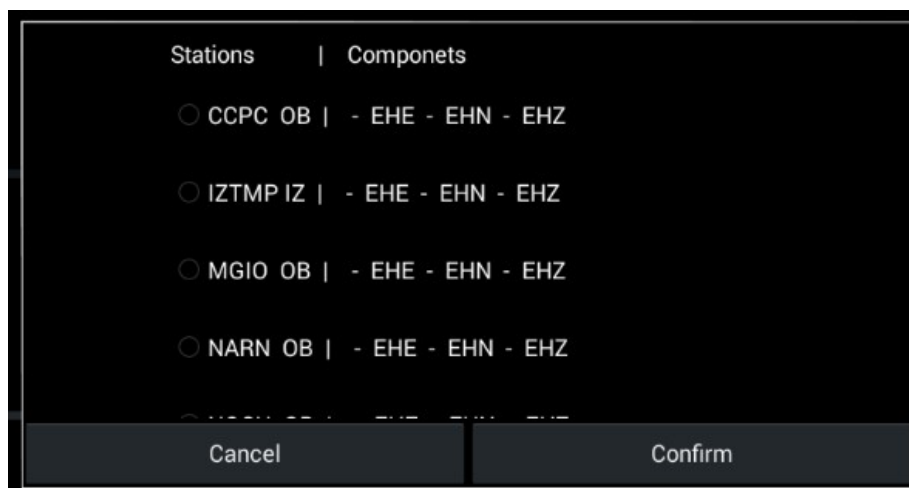 Stations | Componets
CCPC OB | - EHE - EHN - EHZ
IZTMP IZ | - EHE - EHN - EHZ
MGIO OB | - EHE - EHN - EHZ
NARN OB | - EHE - EHN - EHZ
Cancel Confirm